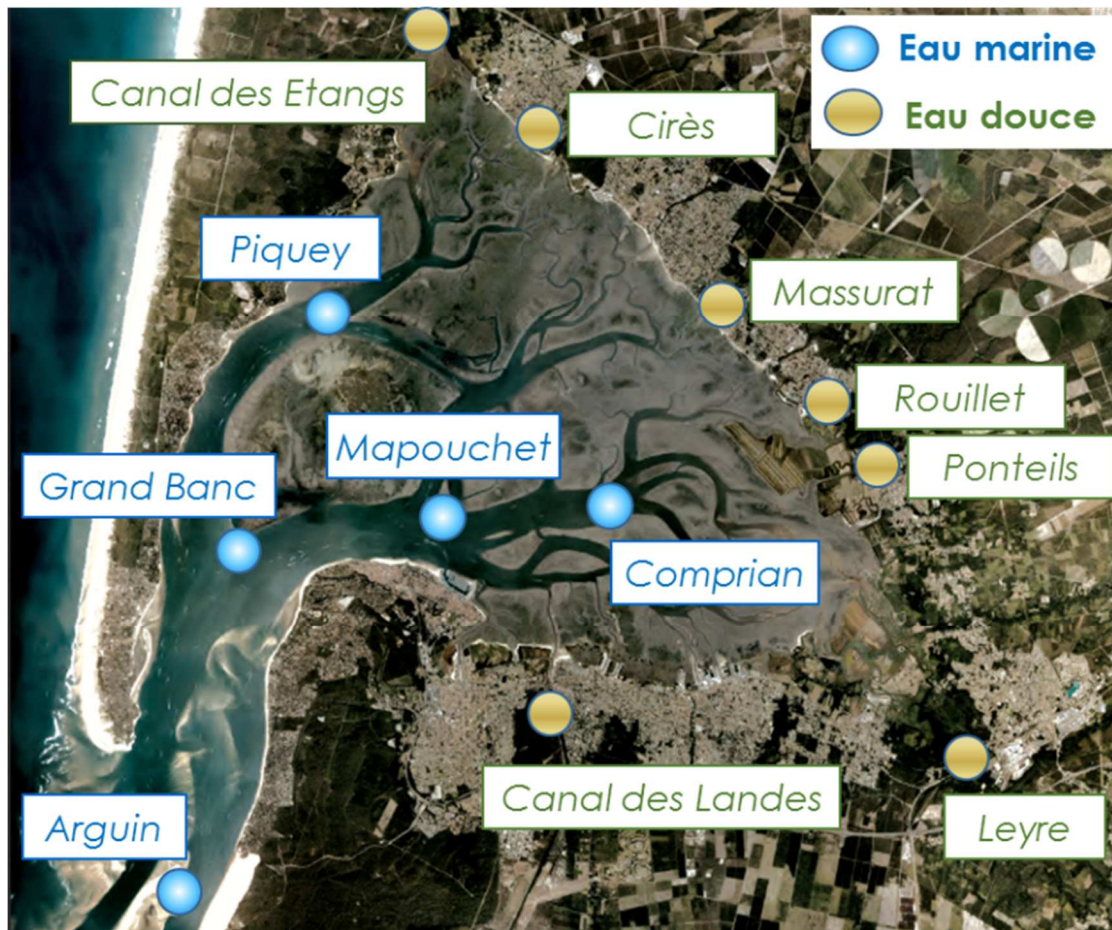 Eau marine
Eau douce
Canal des Etangs
Cirès
Piquey
Massurat
Rouillet
Mapouchet
Ponteils
Grand Banc
Comprian
Canal des Landes
Arguin
Leyre